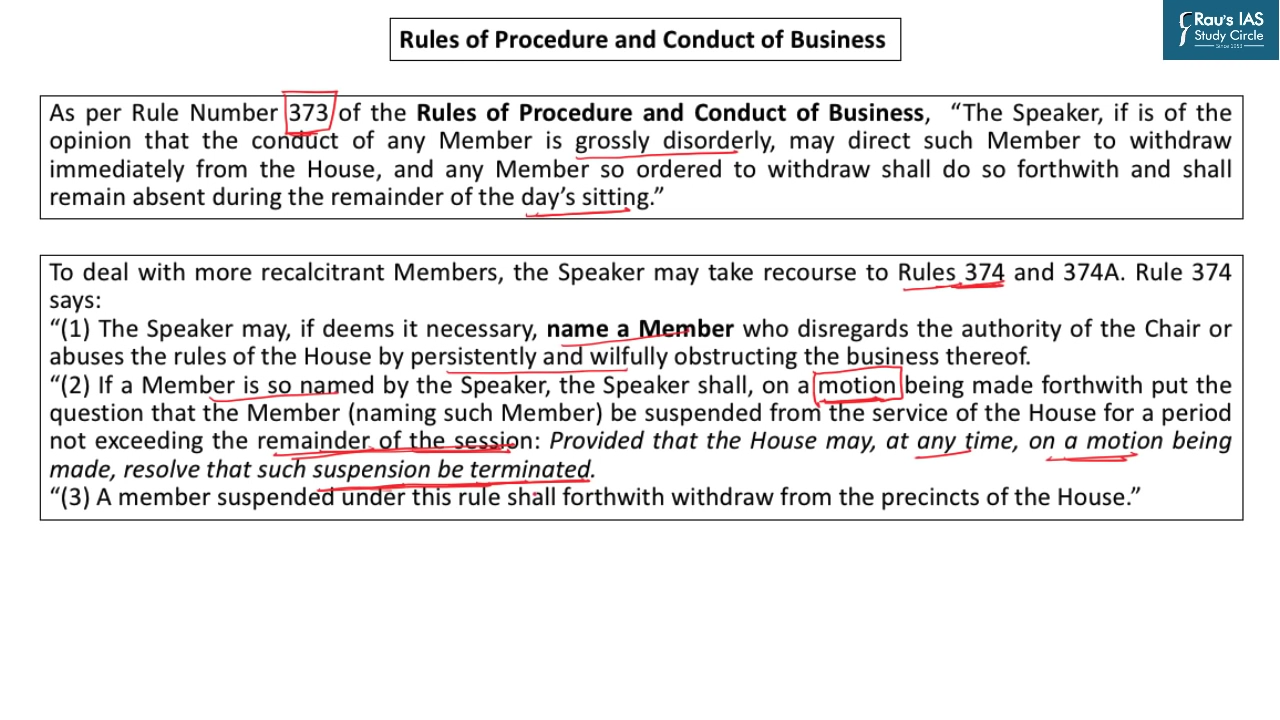 Rau's IAS
Study Circle
Since 1953
Rules of Procedure and Conduct of Business
As per Rule Number 373 of the Rules of Procedure and Conduct of Business, “The Speaker, if is of the
opinion that the conduct of any Member is grossly disorderly, may direct such Member to withdraw
immediately from the House, and any Member so ordered to withdraw shall do so forthwith and shall
remain absent during the remainder of the day’s sitting.”
To deal with more recalcitrant Members, the Speaker may take recourse to Rules 374 and 374A. Rule 374
says:
“(1) The Speaker may, if deems it necessary, name a Member who disregards the authority of the Chair or
abuses the rules of the House by persistently and wilfully obstructing the business thereof.
“(2) If a Member is so named by the Speaker, the Speaker shall, on a motion being made forthwith put the
question that the Member (naming such Member) be suspended from the service of the House for a period
not exceeding the remainder of the session: Provided that the House may, at any time, on a motion being
made, resolve that such suspension be terminated.
“(3) A member suspended under this rule shall forthwith withdraw from the precincts of the House.”